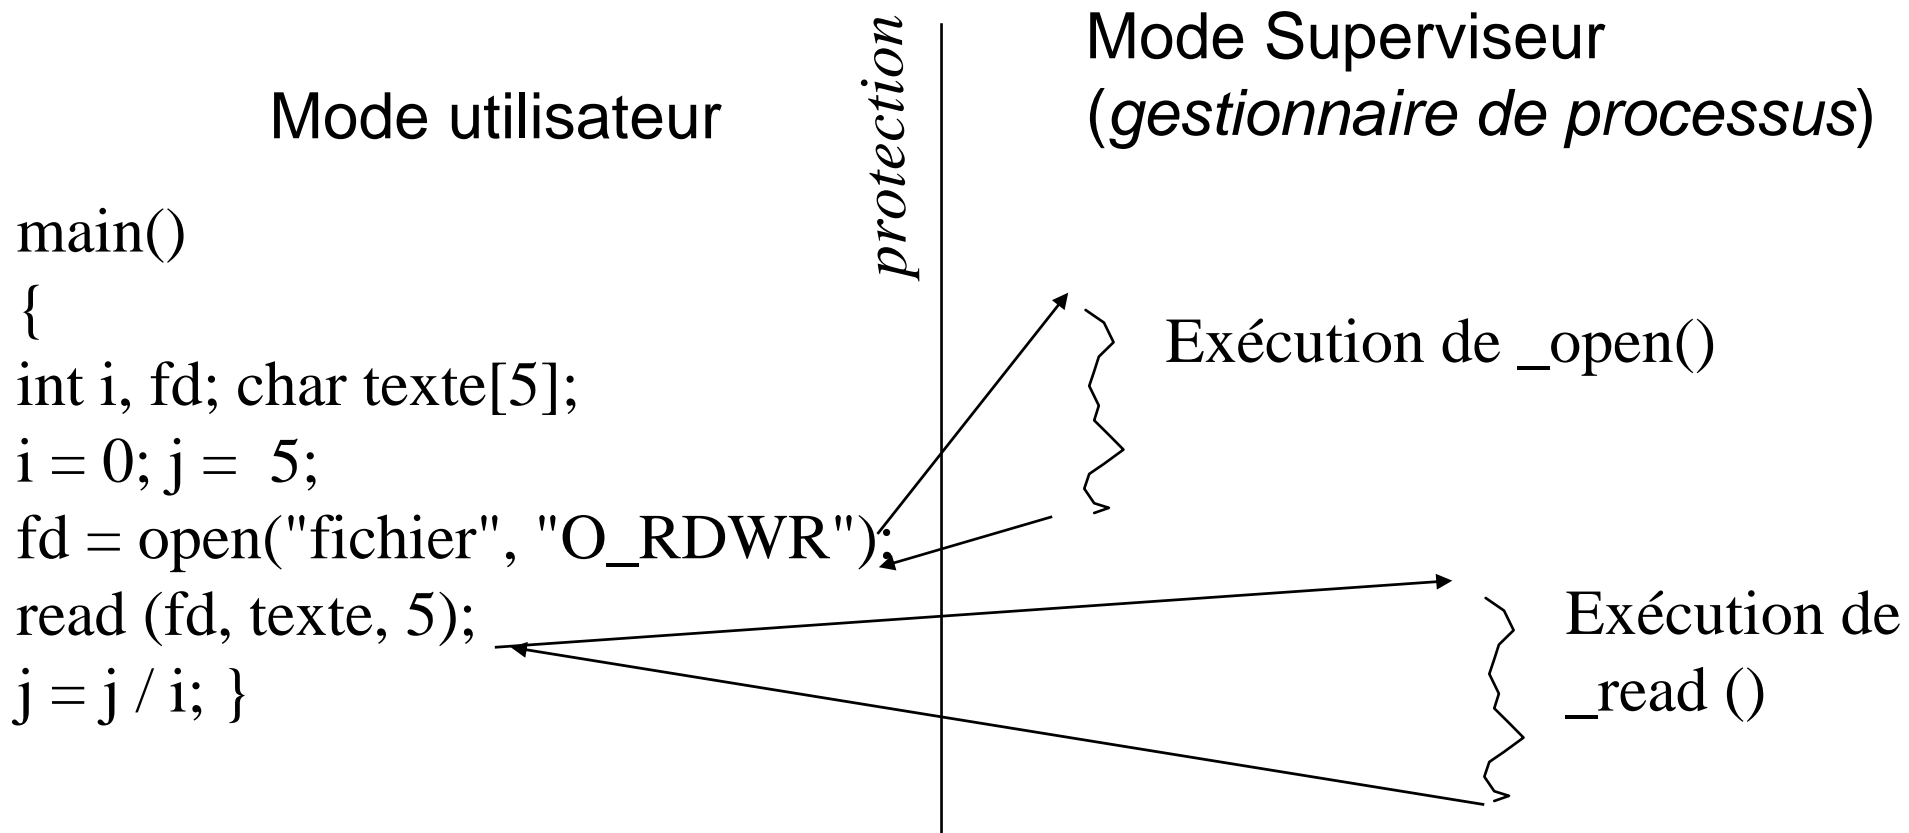 Mode utilisateur
protection
Mode Superviseur
(gestionnaire de processus)
main()
{
int i, fd; char texte[5];
i = 0; j =  5;
fd = open("fichier", "O_RDWR");
read (fd, texte, 5);
j = j / i; }
Exécution de _open()
Exécution de
_read ()